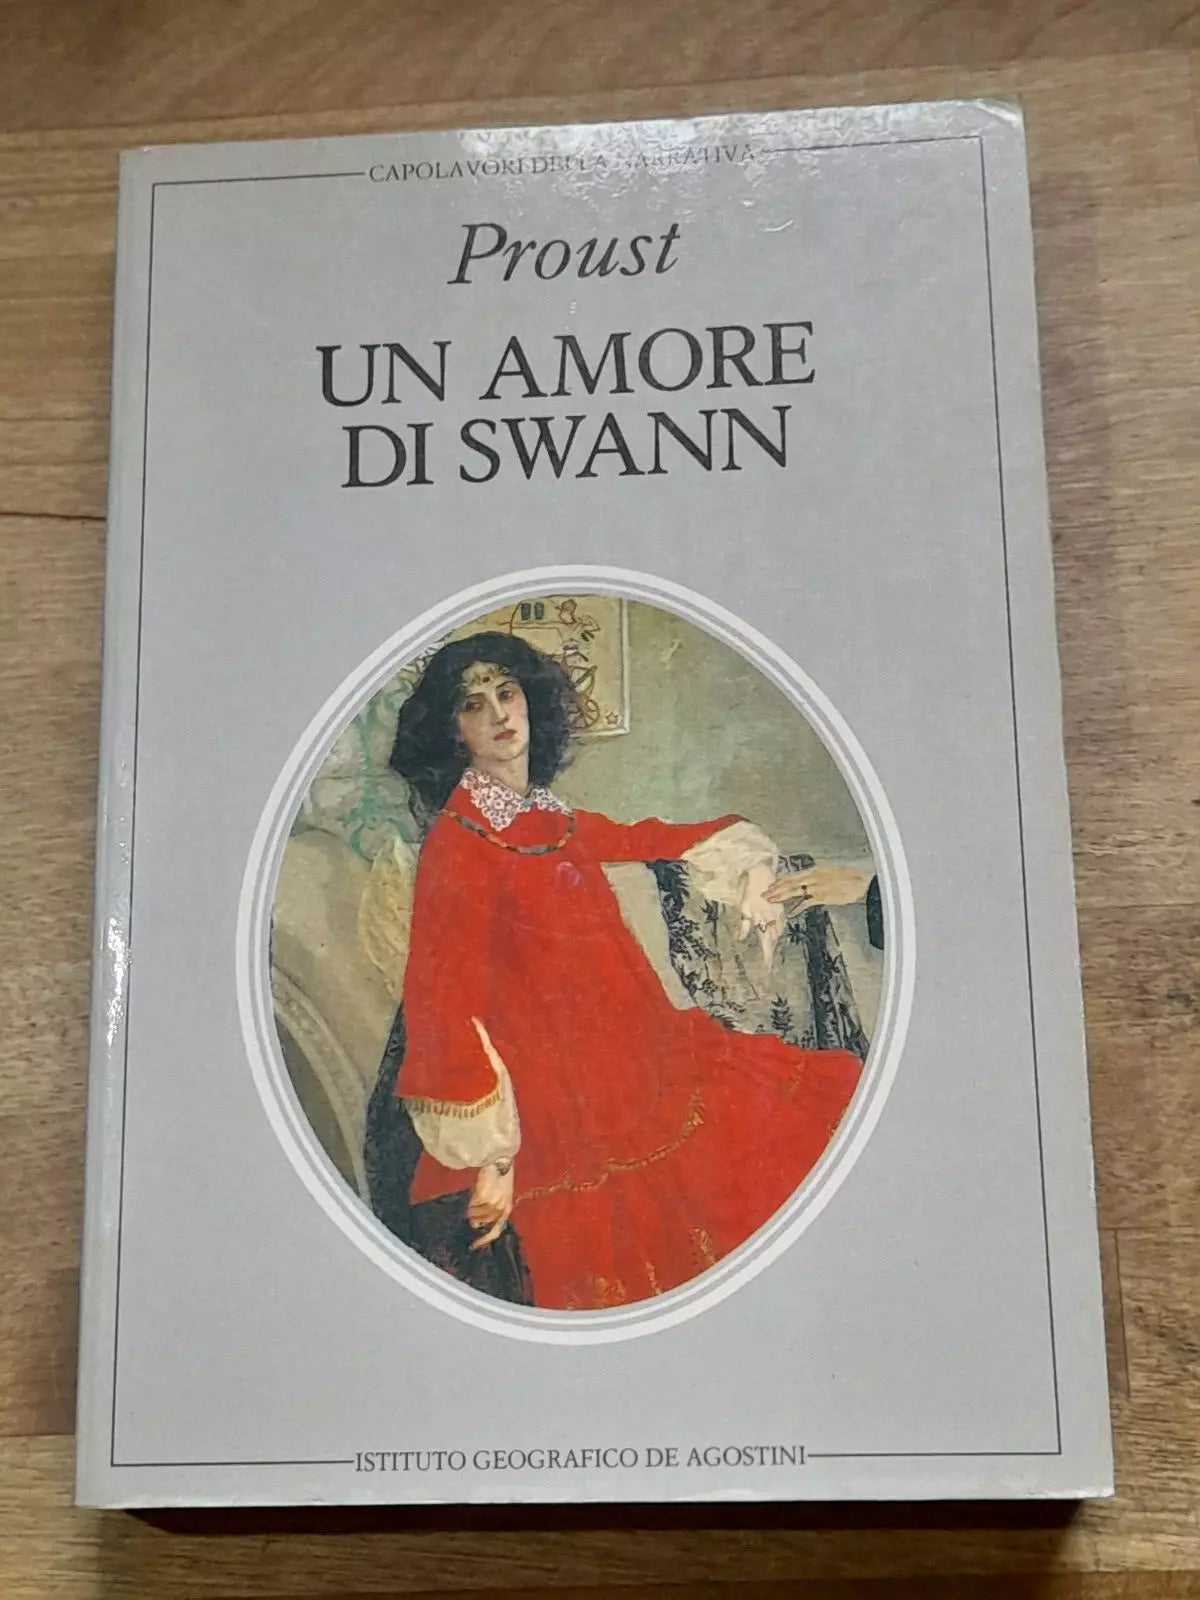 CAPOLAVORI DELLA NARRATIVA
Proust
UN AMORE
DI SWANN
ISTITUTO GEOGRAFICO DE AGOSTINI